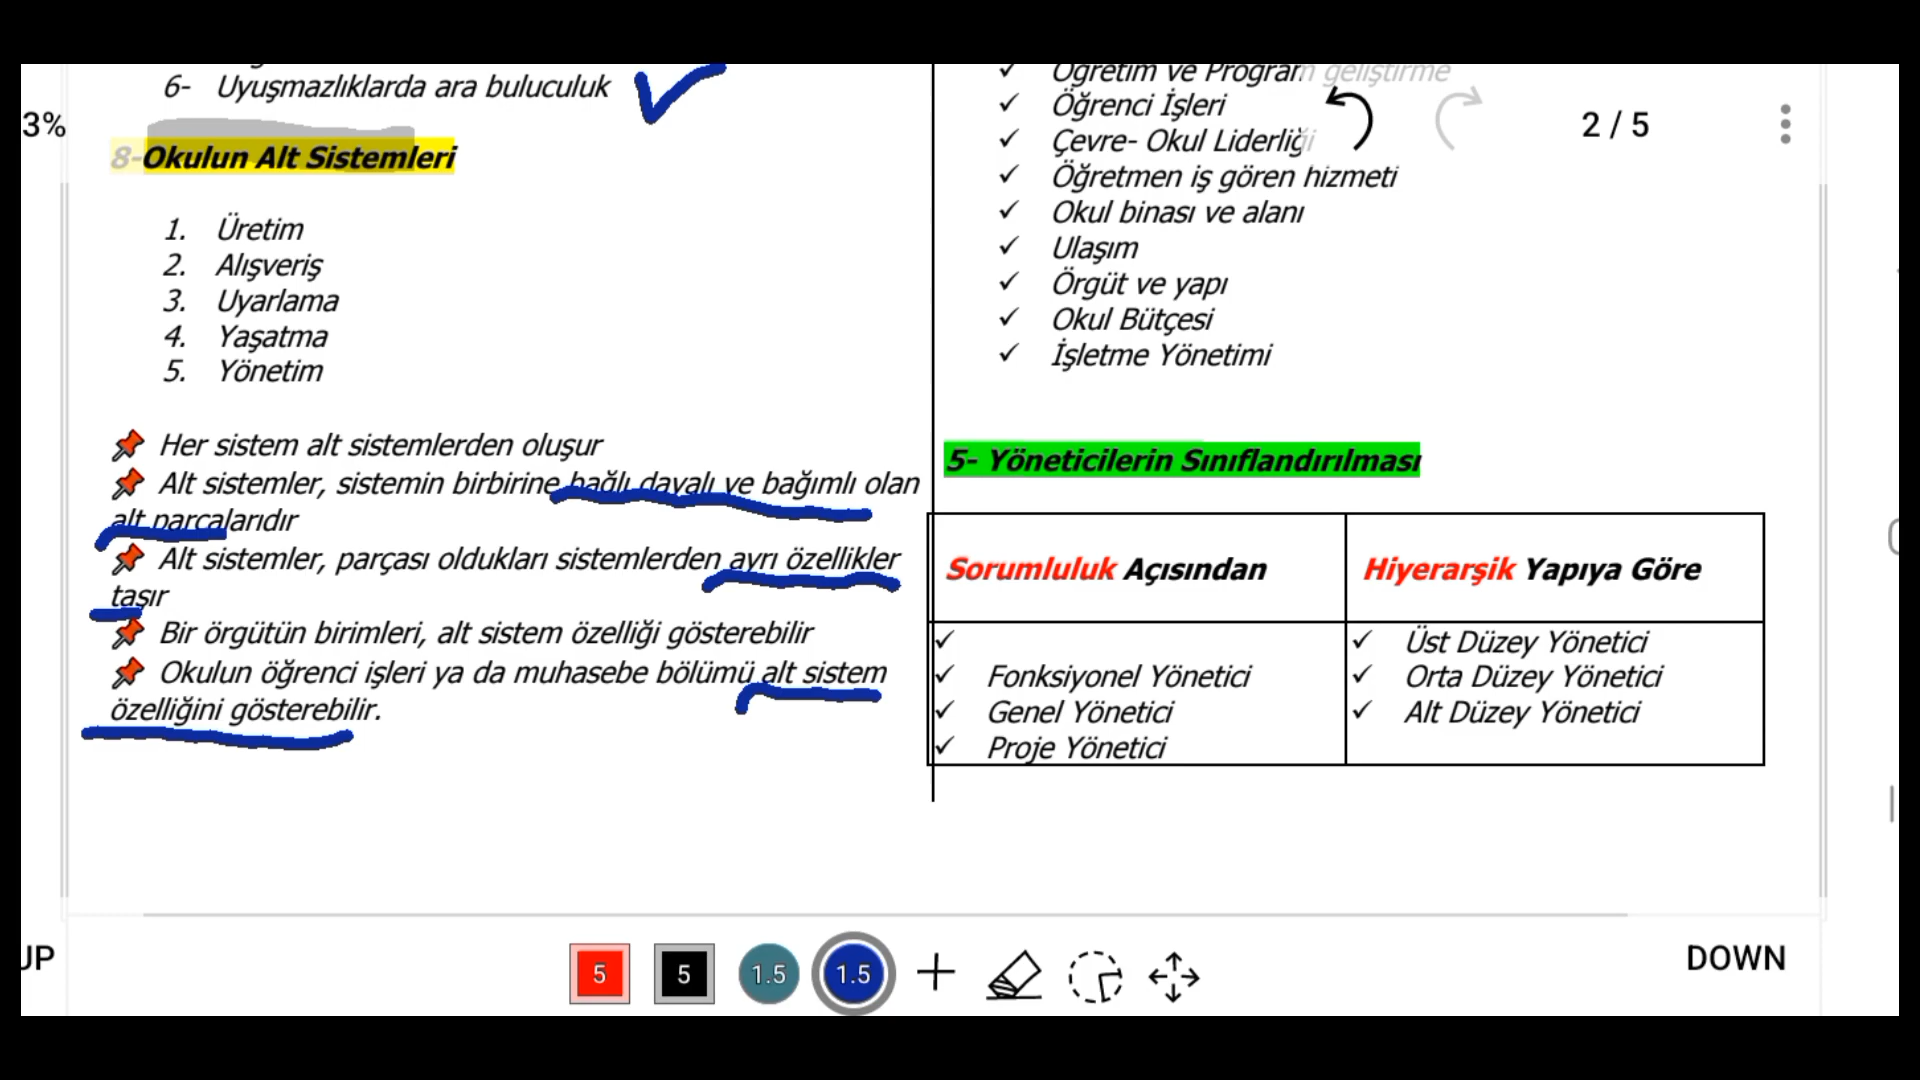 6- Uyuşmazlıklarda ara buluculuk
3%
8-Okulun Alt Sistemleri
1. Üretim
2. Alışveriş
3. Uyarlama
4. Yaşatma
5. Yönetim
📌 Her sistem alt sistemlerden oluşur
📌 Alt sistemler, sistemin birbirine bağlı dayalı ve bağımlı olan
alt parçalarıdır
📌 Alt sistemler, parçası oldukları sistemlerden ayrı özellikler
taşır
📌 Bir örgütün birimleri, alt sistem özelliği gösterebilir
📌 Okulun öğrenci işleri ya da muhasebe bölümü alt sistem
özelliğini gösterebilir.
✓ Öğretim ve Program geliştirme
✓ Öğrenci İşleri
✓ Çevre- Okul Liderliği
✓ Öğretmen iş gören hizmeti
✓ Okul binası ve alanı
✓ Ulaşım
✓ Örgüt ve yapı
✓ Okul Bütçesi
✓ İşletme Yönetimi
2 / 5
5- Yöneticilerin Sınıflandırılması
Sorumluluk Açısından
Hiyerarşik Yapıya Göre
✓
✓ Fonksiyonel Yönetici
✓ Genel Yönetici
✓ Proje Yönetici
✓ Üst Düzey Yönetici
✓ Orta Düzey Yönetici
✓ Alt Düzey Yönetici
UP
5
5
1.5
1.5
DOWN